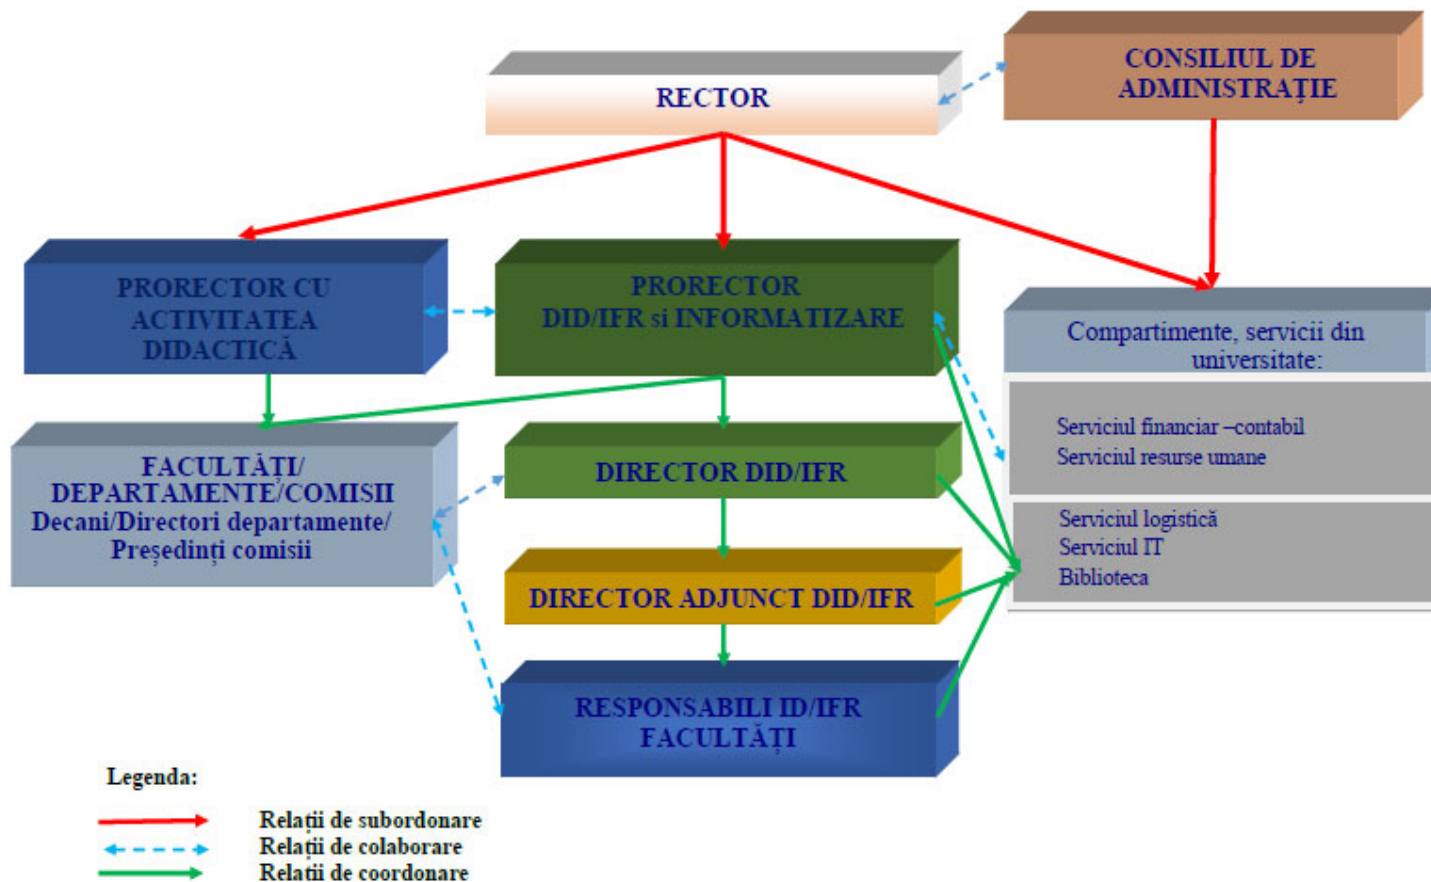 RECTOR
CONSILIUL DE
ADMINISTRAȚIE
PRORECTOR CU
ACTIVITATEA
DIDACTICĂ
PRORECTOR
DID/IFR si INFORMATIZARE
Compartimente, servicii din
universitate:
Serviciul financiar –contabil
Serviciul resurse umane
Serviciul logistică
Serviciul IT
Biblioteca
FACULTĂȚI/
DEPARTAMENTE/COMISII
Decani/Directori departamente/
Președinți comisii
DIRECTOR DID/IFR
DIRECTOR ADJUNCT DID/IFR
RESPONSABILI ID/IFR
FACULTĂȚI
Legenda:
Relații de subordonare
Relații de colaborare
Relații de coordonare